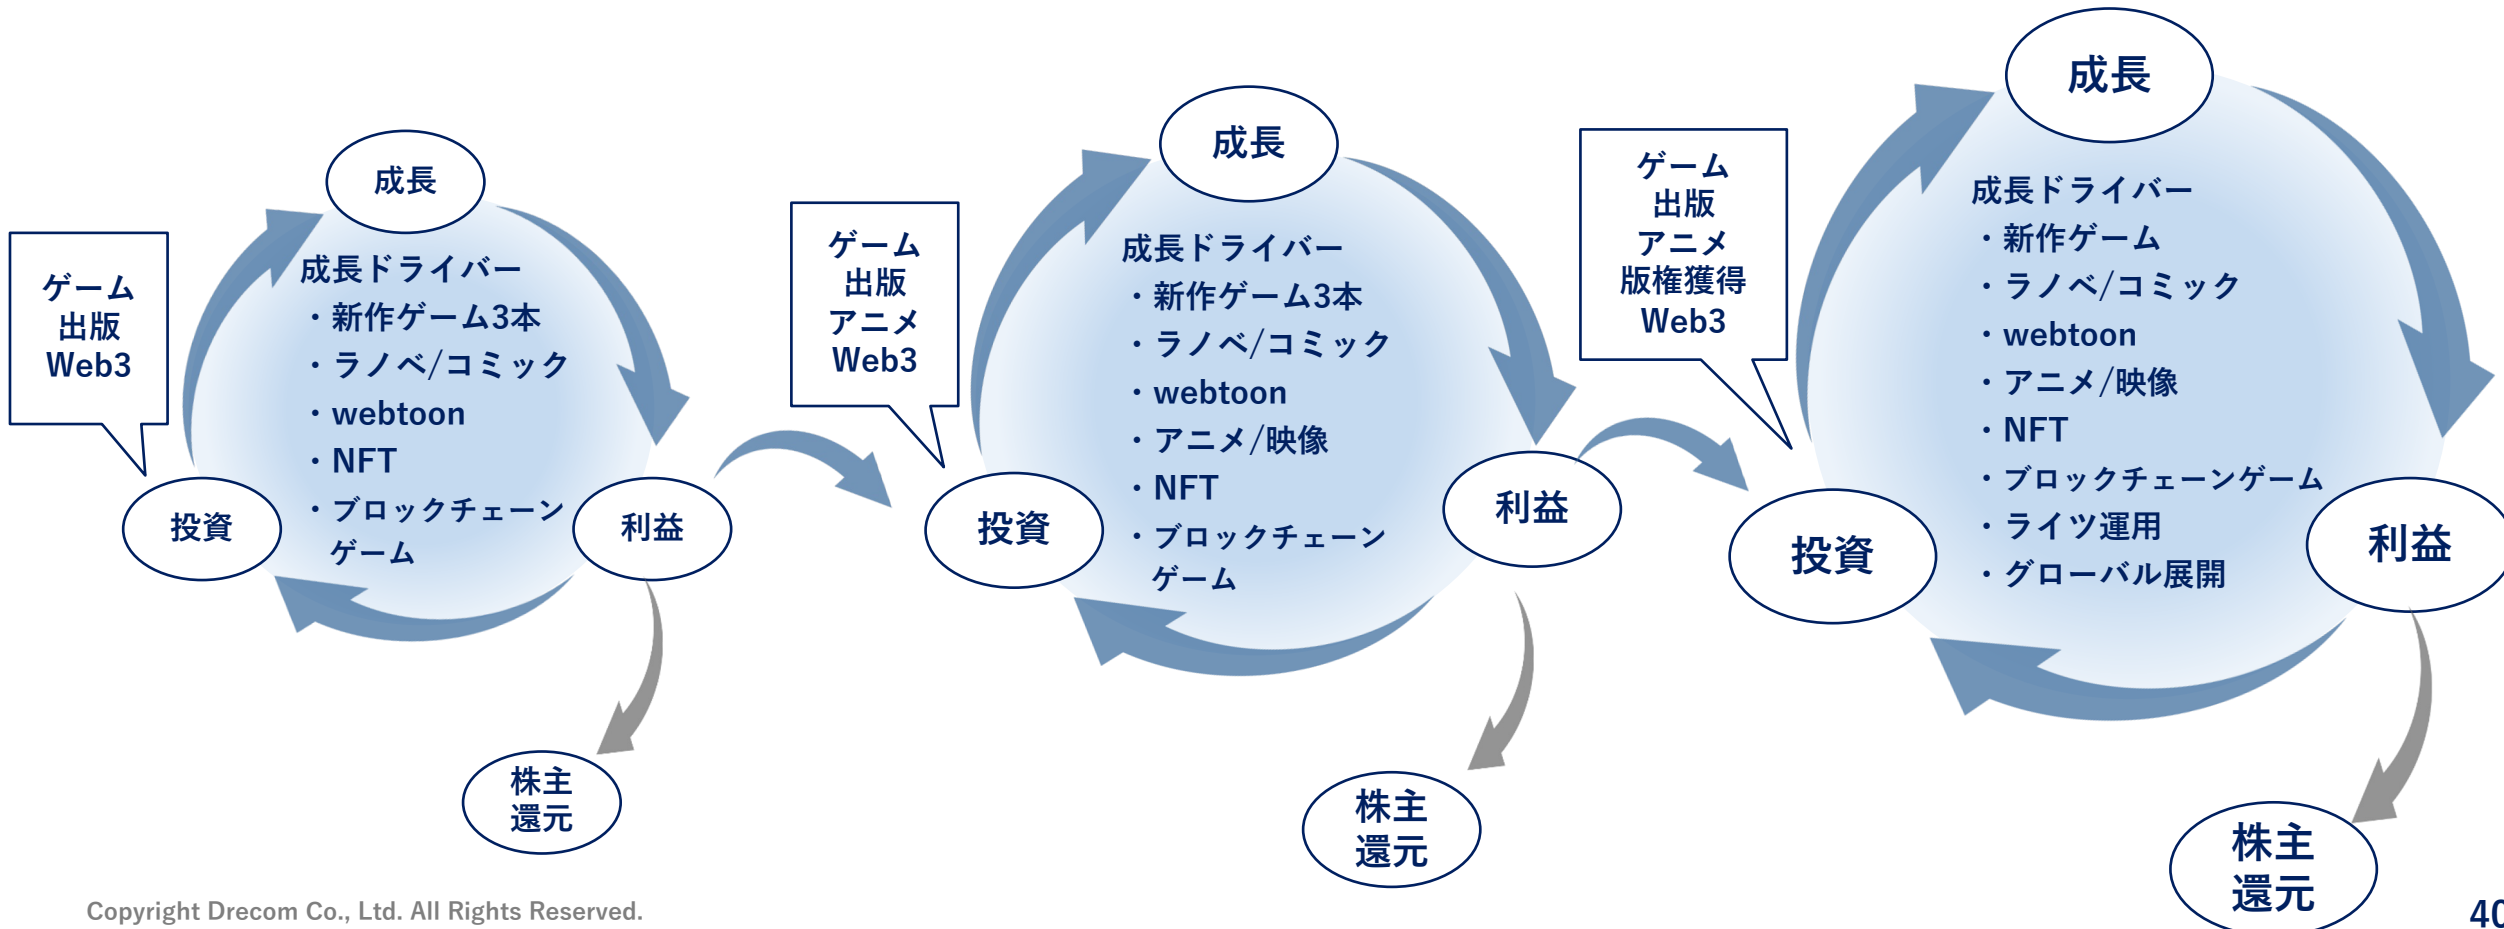 成長
ゲーム
出版
Web3
成長ドライバー
・新作ゲーム3本
・ラノベ/コミック
・webtoon
・NFT
・ブロックチェーン
ゲーム
投資
利益
株主
還元
成長
ゲーム
出版
アニメ
Web3
成長ドライバー
・新作ゲーム3本
・ラノベ/コミック
・webtoon
・アニメ/映像
・NFT
・ブロックチェーン
ゲーム
投資
利益
株主
還元
成長
ゲーム
出版
アニメ
版権獲得
Web3
成長ドライバー
・新作ゲーム
・ラノベ/コミック
・webtoon
・アニメ/映像
・NFT
・ブロックチェーンゲーム
・ライツ運用
・グローバル展開
投資
利益
株主
還元
Copyright Drecom Co., Ltd. All Rights Reserved.
40